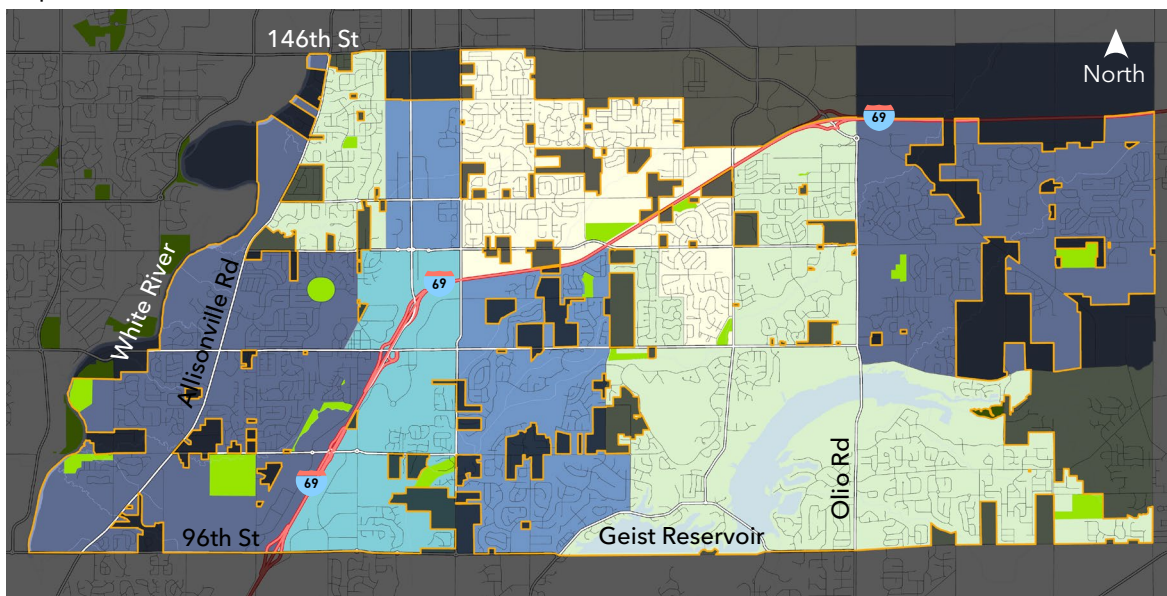 146th St
North
69
White River
Allisonville Rd
69
69
96th St
Geist Reservoir
Olio Rd